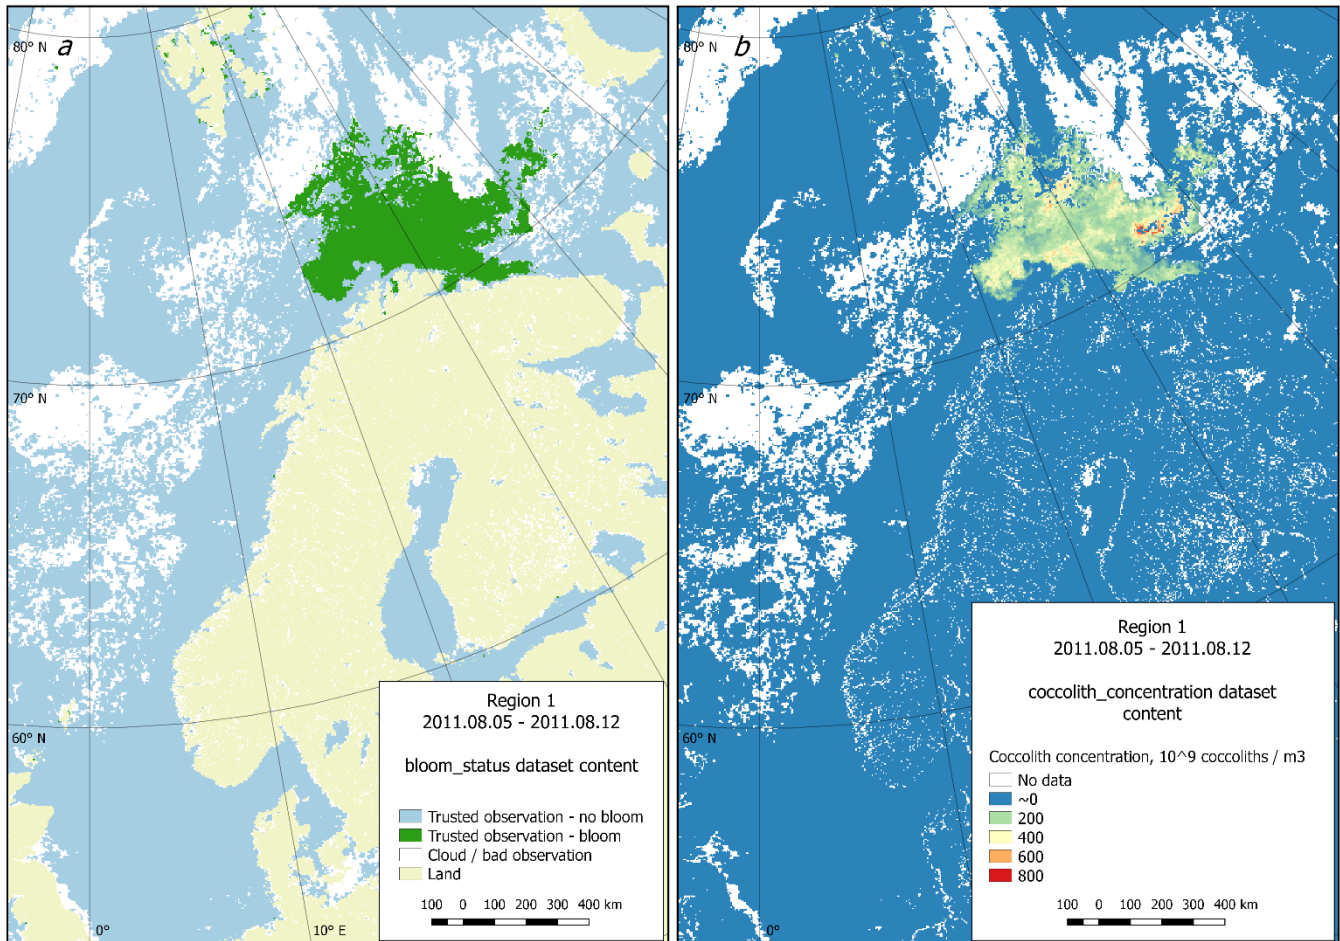 a
80° N
70° N
60° N
0°
10° E
Region 1
2011.08.05 - 2011.08.12
bloom_status dataset content
Trusted observation - no bloom
Trusted observation - bloom
Cloud / bad observation
Land
100 0 100 200 300 400 km
b
80° N
70° N
60° N
0°
Region 1
2011.08.05 - 2011.08.12
coccolith_concentration dataset
content
Coccolith concentration, 10^9 coccoliths / m3
No data
~0
200
400
600
800
100 0 100 200 300 400 km